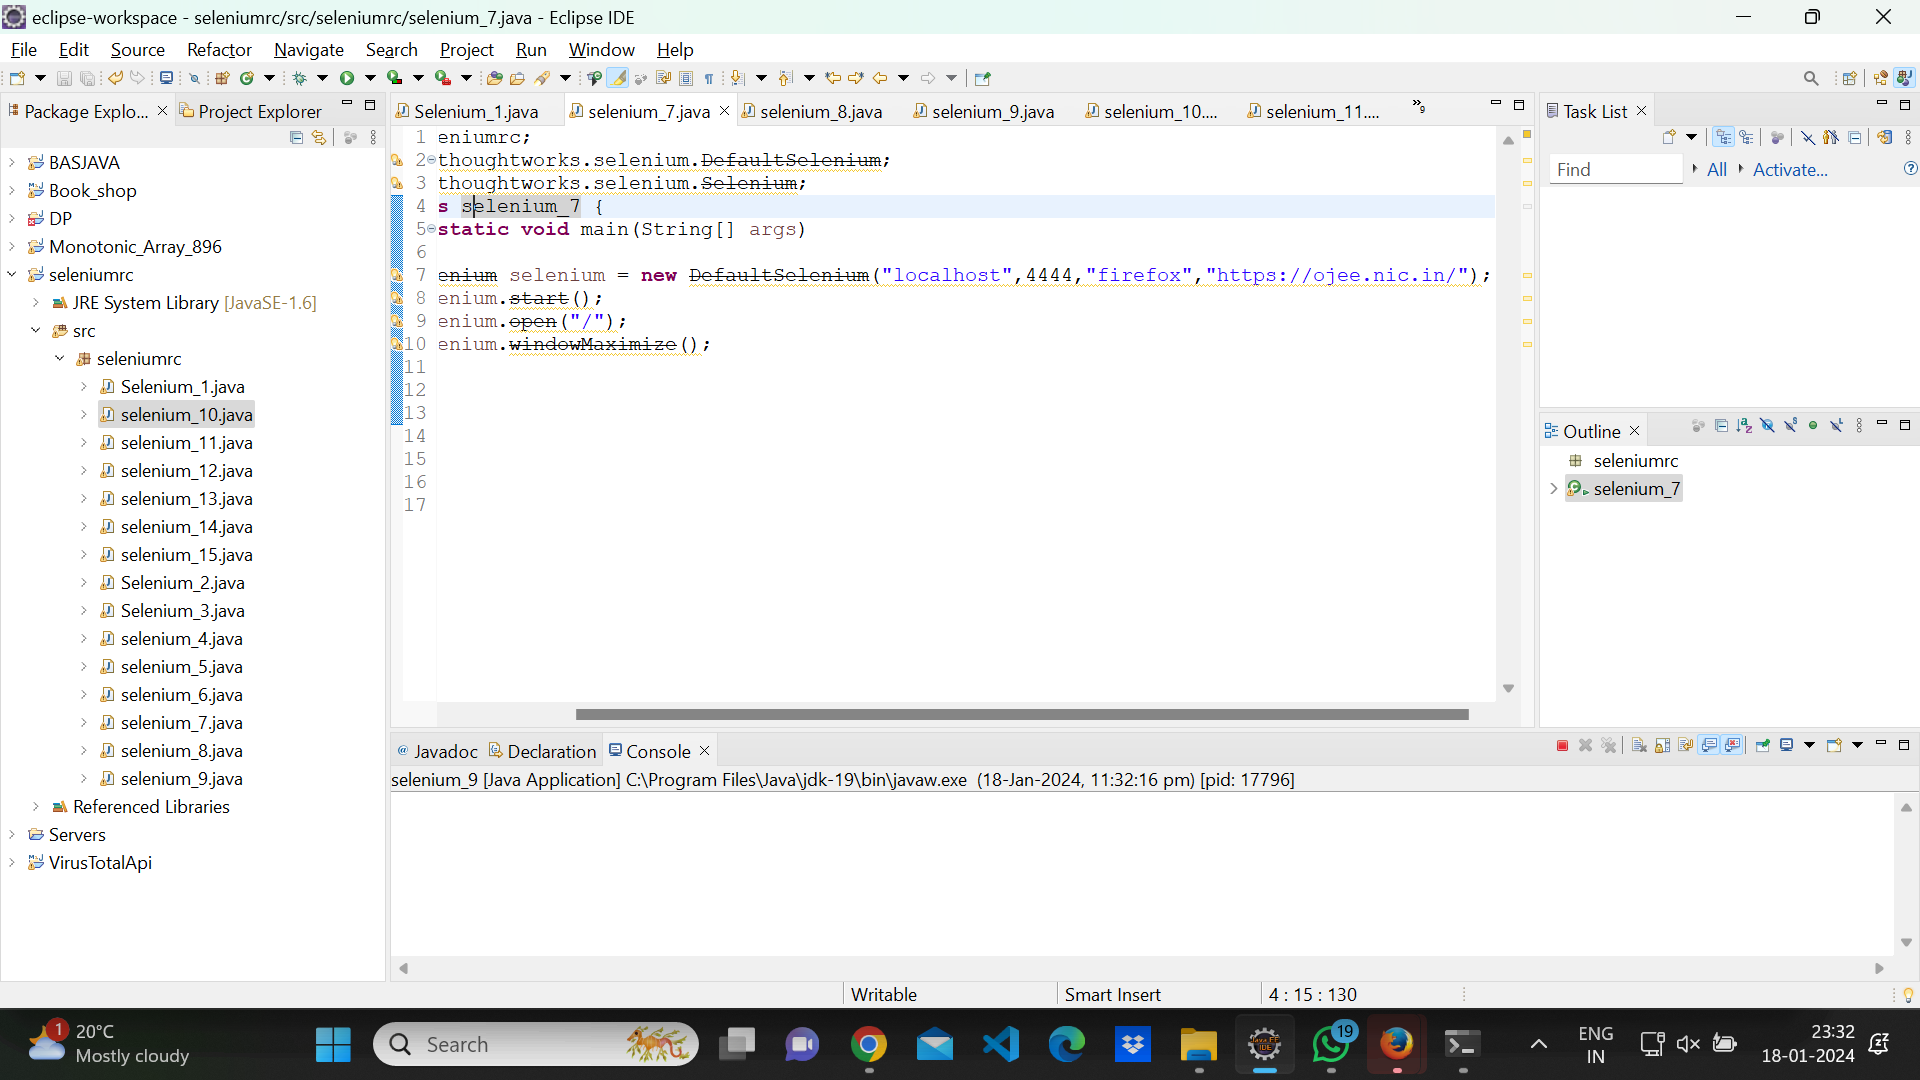 eclipse-workspace - seleniumrc/src/seleniumrc/selenium_7.java - Eclipse IDE
File Edit Source Refactor Navigate Search Project Run Window Help
Package Explo... Project Explorer
BASJAVA
Book_shop
DP
Monotonic_Array_896
seleniumrc
JRE System Library [JavaSE-1.6]
src
seleniumrc
Selenium_1.java
selenium_10.java
selenium_11.java
selenium_12.java
selenium_13.java
selenium_14.java
selenium_15.java
Selenium_2.java
Selenium_3.java
selenium_4.java
selenium_5.java
selenium_6.java
selenium_7.java
selenium_8.java
selenium_9.java
Referenced Libraries
Servers
VirusTotalApi
Selenium_1.java selenium_7.java selenium_8.java selenium_9.java selenium_10.... selenium_11.... »9
1 eniumrc;
2 thoughtworks.selenium.DefaultSelenium;
3 thoughtworks.selenium.Selenium;
4 s selenium_7 {
5 static void main(String[] args)
6
7 enium selenium = new DefaultSelenium("localhost",4444,"firefox","https://ojee.nic.in/");
8 enium.start();
9 enium.open("/");
10 enium.windowMaximize();
11
12
13
14
15
16
17
Task List
Find All Activate...
Outline
seleniumrc
selenium_7
Javadoc Declaration Console
selenium_9 [Java Application] C:\Program Files\Java\jdk-19\bin\javaw.exe (18-Jan-2024, 11:32:16 pm) [pid: 17796]
Writable Smart Insert 4 : 15 : 130
1 20°C
Mostly cloudy
Search
19
ENG
IN
23:32
18-01-2024